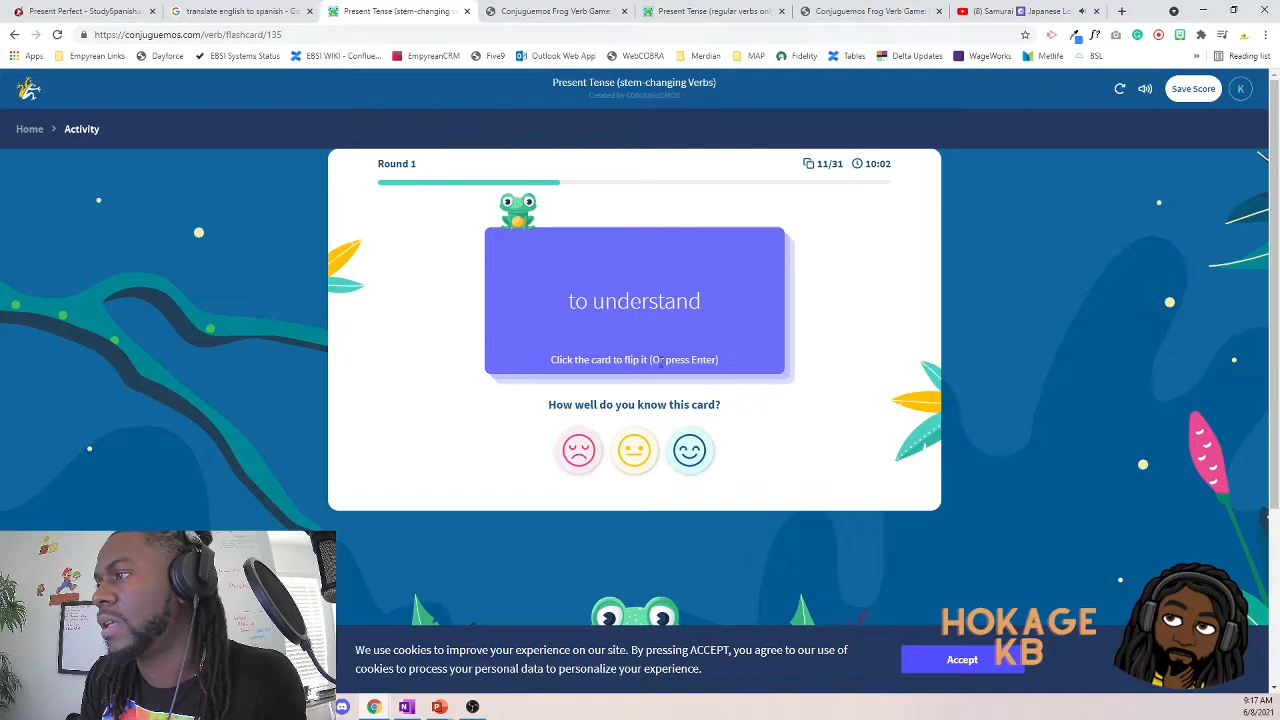 Present Perfect - StudySpanish.
translate english to spanish - Go
Present Tense (stem-changing ve
Conjuguemos Frog Verb Game
Present Tense (regular verbs onl
Conjuguemos Frog Verb Game
(8) Samurai
Japanese Lo
https://conjuguemos.com/verb/flashcard/135
Apps
Empyrean Links
Dayforce
EBSI Systems Status
EBSI WIKI - Conflue...
EmpyreanCRM
Five9
Outlook Web App
WebCOBRA
Meridian
MAP
Fidelity
Tables
Delta Updates
WageWorks
Metlife
BSL
»
Reading list
Present Tense (stem-changing Verbs)
Created by CONJUGUEMOS
Save Score
K
Home > Activity
Round 1
11/31
10:02
to understand
Click the card to flip it (Or press Enter)
How well do you know this card?
HOKAGE
KB
We use cookies to improve your experience on our site. By pressing ACCEPT, you agree to our use of
cookies to process your personal data to personalize your experience.
Accept
9:17 AM
6/8/2021